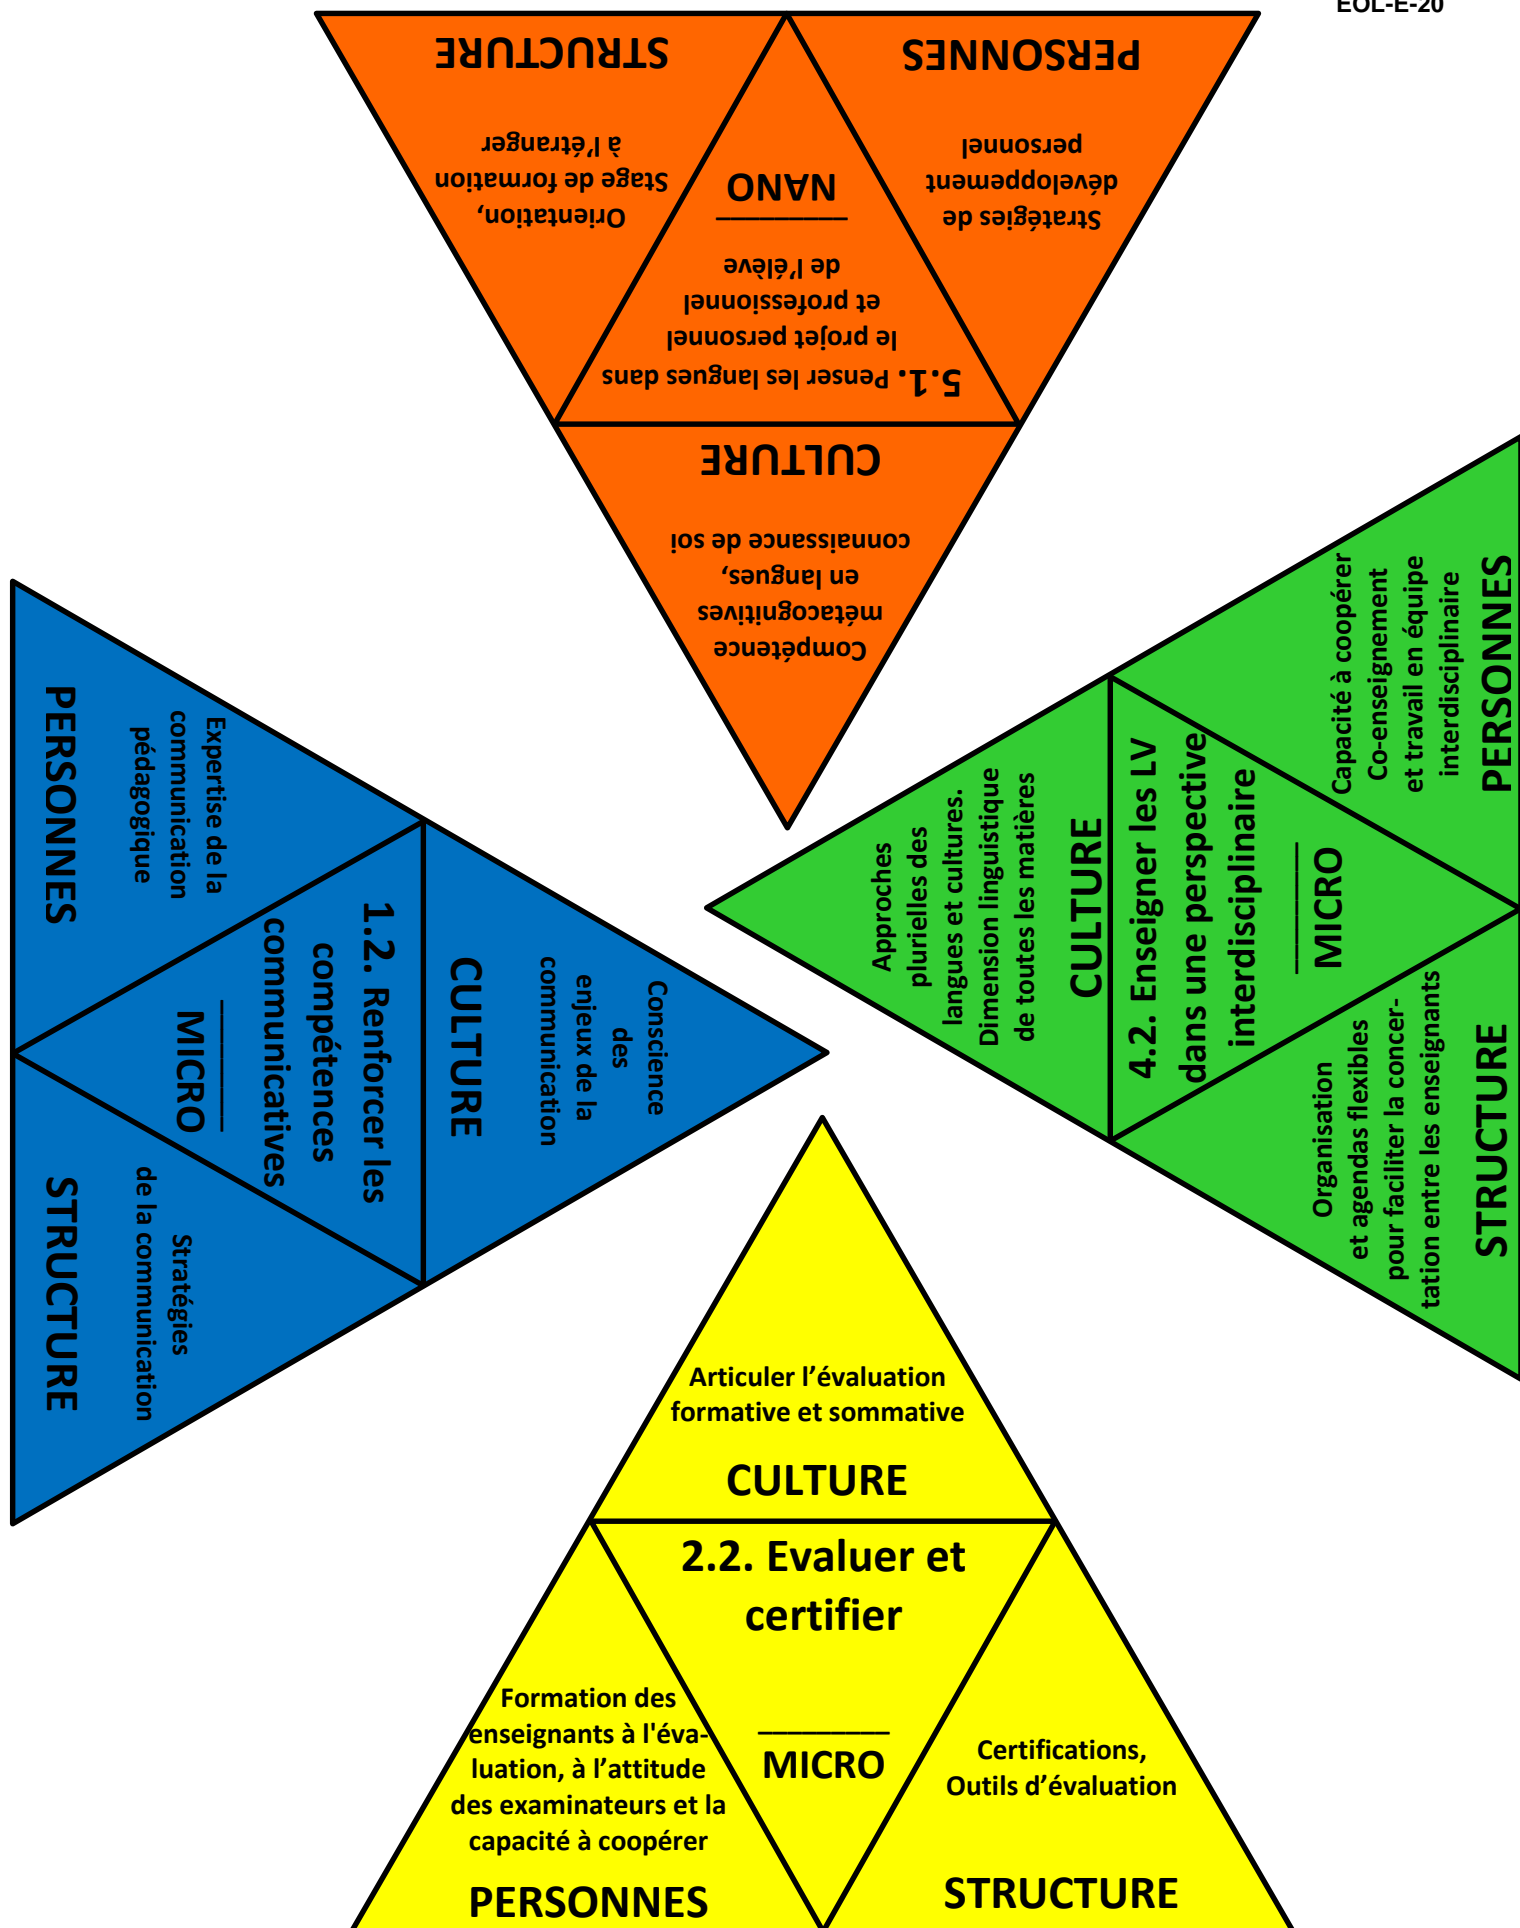 EOL-E-20
STRUCTURE
Orientation,
Stage de formation
à l’étranger
PERSONNES
Stratégies de
développement
personnel
5.1. Penser les langues dans
le projet personnel
et professionnel
de l’élève
_________
NANO
CULTURE
Compétence
métacognitives
en langues,
connaissance de soi
PERSONNES
Expertise de la
communication
pédagogique
1.2. Renforcer les
compétences
communicatives
_________
MICRO
CULTURE
Conscience
des
enjeux de la
communication
STRUCTURE
Stratégies
de la communication
Approches
plurielles des
langues et cultures.
Dimension linguistique
de toutes les matières
CULTURE
4.2. Enseigner les LV
dans une perspective
interdisciplinaire
_________
MICRO
Capacité à coopérer
Co-enseignement
et travail en équipe
interdisciplinaire
PERSONNES
Organisation
et agendas flexibles
pour faciliter la concer-
tation entre les enseignants
STRUCTURE
Articuler l’évaluation
formative et sommative
CULTURE
2.2. Evaluer et
certifier
_________
MICRO
Formation des
enseignants à l'éva-
luation, à l’attitude
des examinateurs et la
capacité à coopérer
PERSONNES
Certifications,
Outils d’évaluation
STRUCTURE